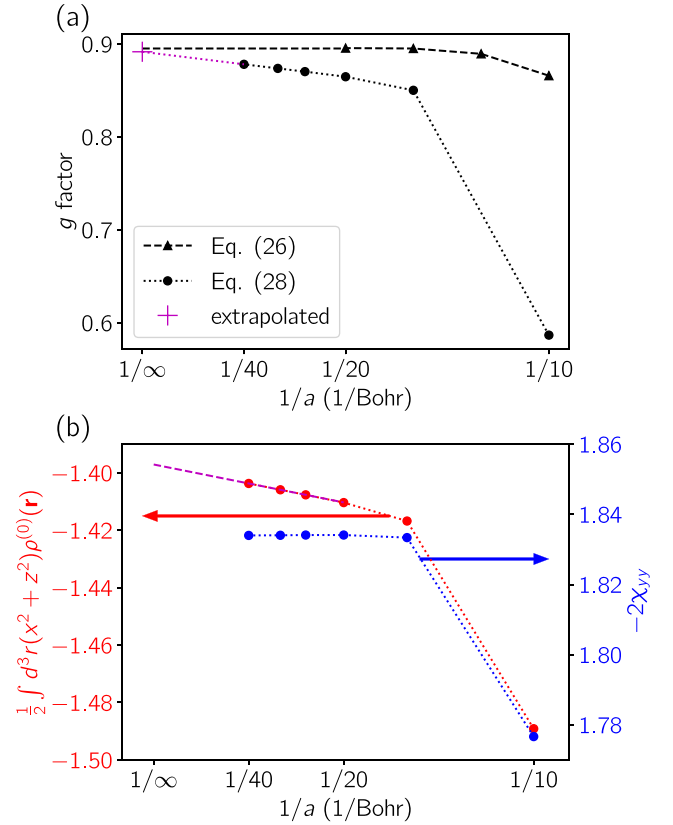 (a)
0.9
0.8
0.7
0.6
g factor
Eq. (26)
Eq. (28)
extrapolated
1/∞
1/40
1/20
1/10
1/a (1/Bohr)
(b)
−1.40
−1.42
−1.44
−1.46
−1.48
−1.50
½ ∫ d³r(x² + z²)ρ⁽⁰⁾(r)
1.86
1.84
1.82
1.80
1.78
−2χyy
1/∞
1/40
1/20
1/10
1/a (1/Bohr)